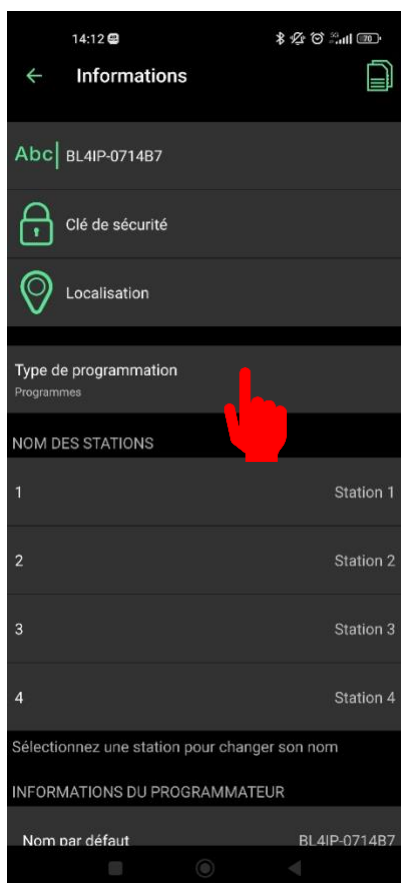 14:12
70
Informations
Abc
BL4IP-0714B7
Clé de sécurité
Localisation
Type de programmation
Programmes
NOM DES STATIONS
1 Station 1
2 Station 2
3 Station 3
4 Station 4
Sélectionnez une station pour changer son nom
INFORMATIONS DU PROGRAMMATEUR
Nom par défaut BL4IP-0714B7